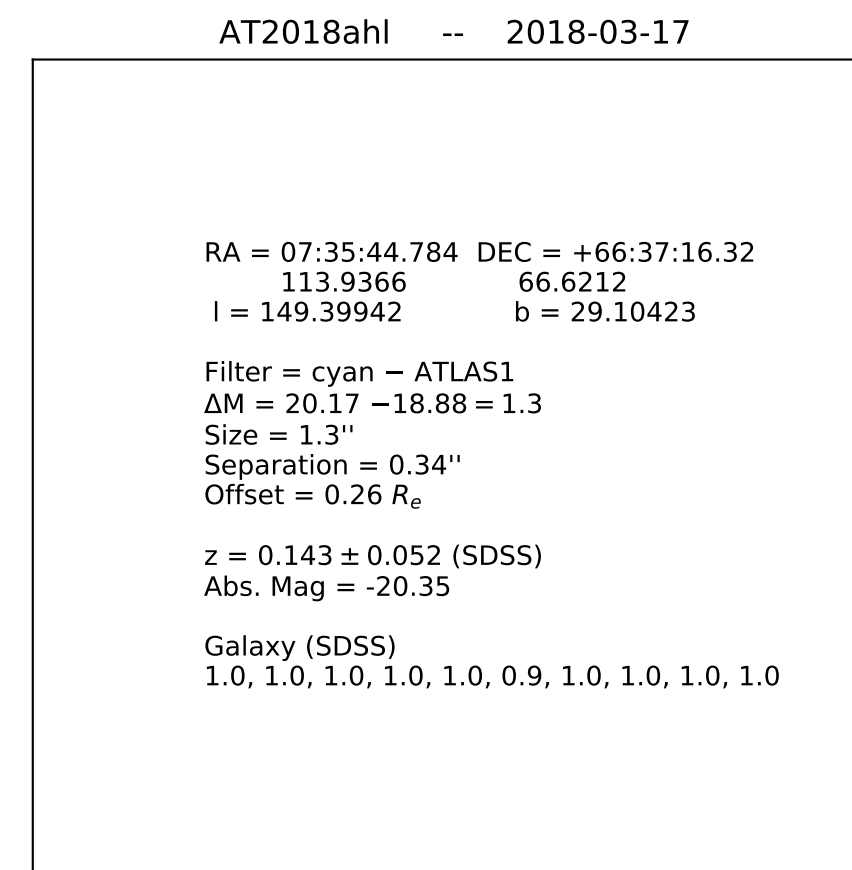 AT2018ahl -- 2018-03-17
RA = 07:35:44.784 DEC = +66:37:16.32
113.9366 66.6212
l = 149.39942 b = 29.10423
Filter = cyan − ATLAS1
ΔM = 20.17 −18.88 = 1.3
Size = 1.3''
Separation = 0.34''
Offset = 0.26 Rₑ
z = 0.143 ± 0.052 (SDSS)
Abs. Mag = -20.35
Galaxy (SDSS)
1.0, 1.0, 1.0, 1.0, 1.0, 0.9, 1.0, 1.0, 1.0, 1.0